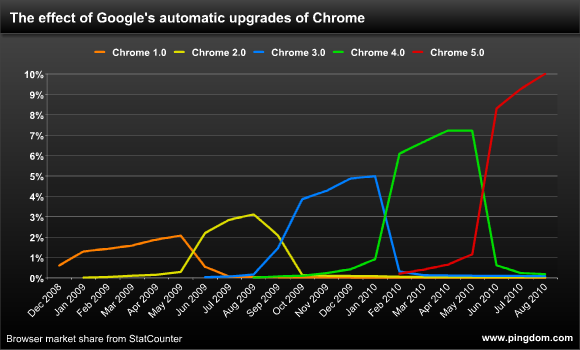 The effect of Google's automatic upgrades of Chrome
Chrome 1.0 Chrome 2.0 Chrome 3.0 Chrome 4.0 Chrome 5.0
10%
9%
8%
7%
6%
5%
4%
3%
2%
1%
0%
Dec 2008 Jan 2009 Feb 2009 Mar 2009 Apr 2009 May 2009 Jun 2009 Jul 2009 Aug 2009 Sep 2009 Oct 2009 Nov 2009 Dec 2009 Jan 2010 Feb 2010 Mar 2010 Apr 2010 May 2010 Jun 2010 Jul 2010 Aug 2010
Browser market share from StatCounter www.pingdom.com